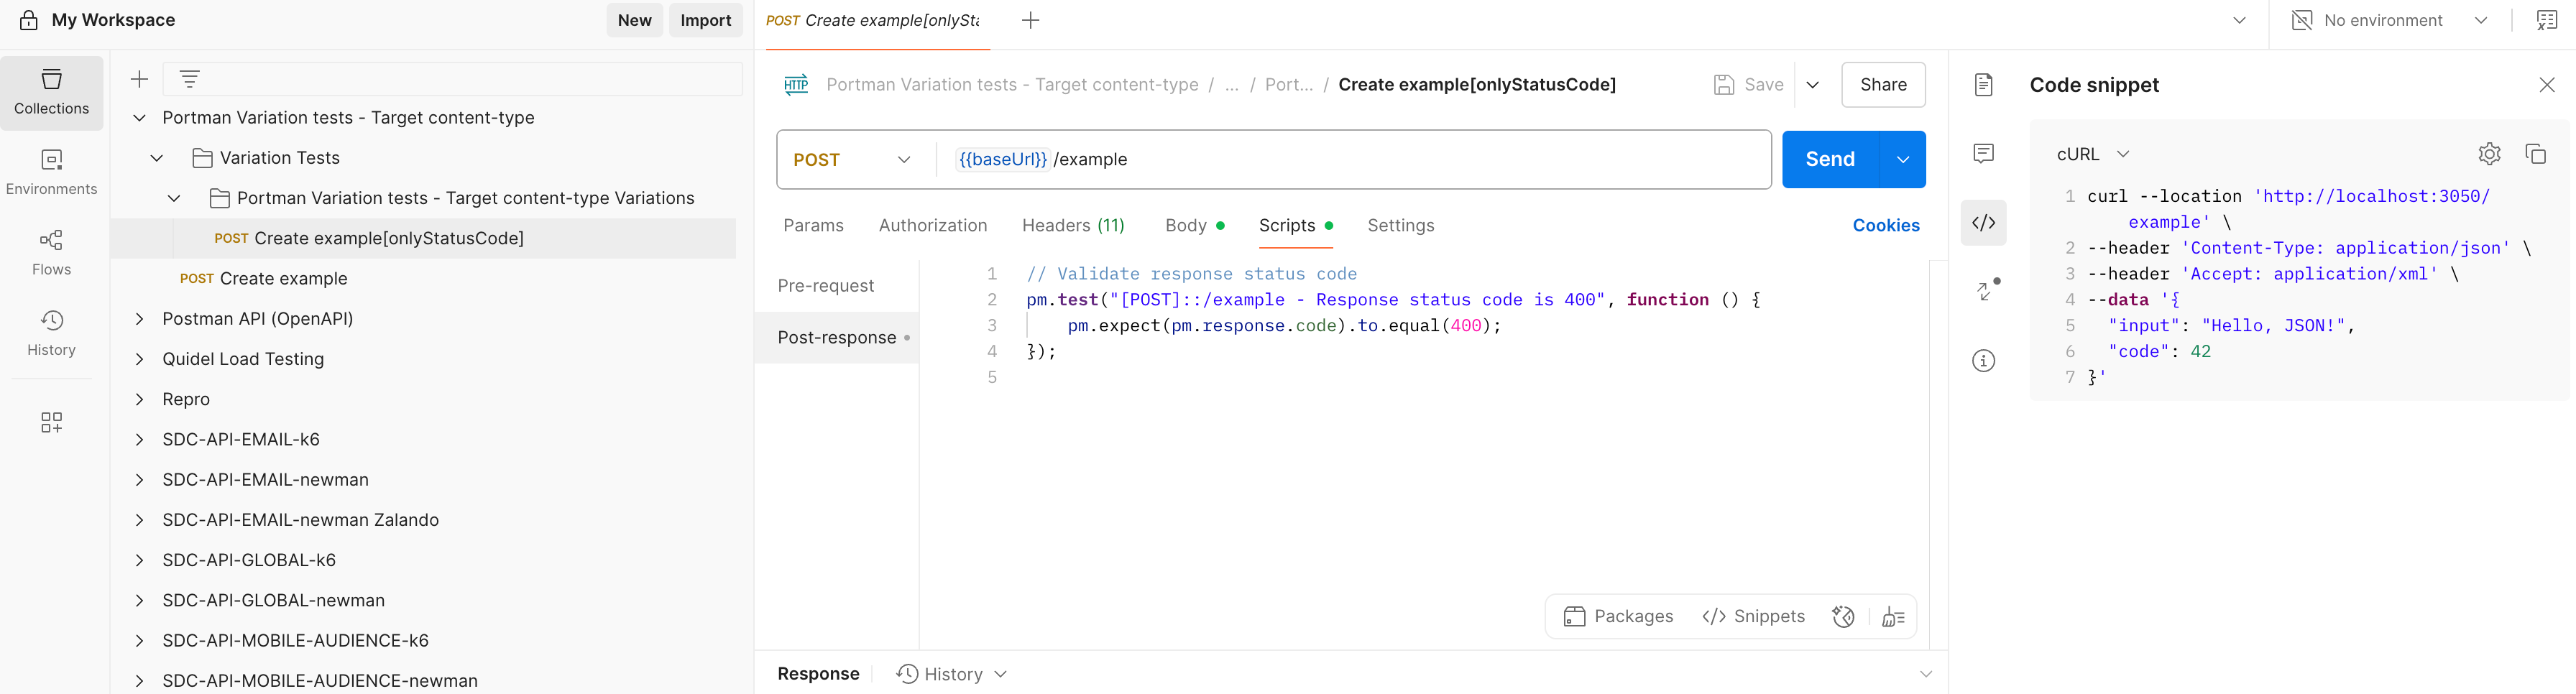 My Workspace
New
Import
Collections
Environments
Flows
History
Portman Variation tests - Target content-type
Variation Tests
Portman Variation tests - Target content-type Variations
POST Create example[onlyStatusCode]
POST Create example
Postman API (OpenAPI)
Quidel Load Testing
Repro
SDC-API-EMAIL-k6
SDC-API-EMAIL-newman
SDC-API-EMAIL-newman Zalando
SDC-API-GLOBAL-k6
SDC-API-GLOBAL-newman
SDC-API-MOBILE-AUDIENCE-k6
SDC-API-MOBILE-AUDIENCE-newman
POST Create example[onlySta
No environment
HTTP Portman Variation tests - Target content-type / ... / Port... / Create example[onlyStatusCode]
Save
Share
POST
{{baseUrl}} /example
Send
Params Authorization Headers (11) Body Scripts Settings
Cookies
Pre-request
Post-response
1 // Validate response status code
2 pm.test("[POST]::/example - Response status code is 400", function () {
3 pm.expect(pm.response.code).to.equal(400);
4 });
5
Packages
</> Snippets
Response
History
Code snippet
cURL
1 curl --location 'http://localhost:3050/
example' \
2 --header 'Content-Type: application/json' \
3 --header 'Accept: application/xml' \
4 --data '{
5 "input": "Hello, JSON!",
6 "code": 42
7 }'